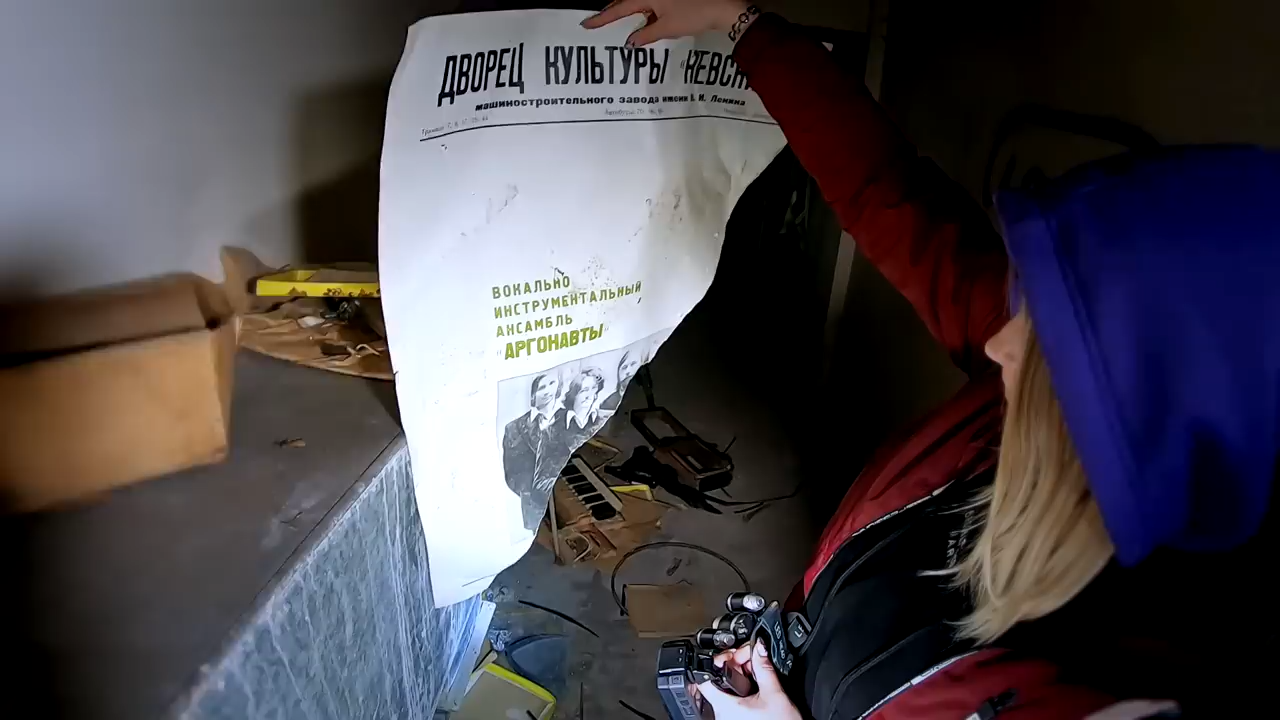 ДВОРЕЦ КУЛЬТУРЫ "НЕВСК
машиностроительного завода имени В. И. Ленина
ВОКАЛЬНО
ИНСТРУМЕНТАЛЬНЫЙ
АНСАМБЛЬ
"АРГОНАВТЫ"